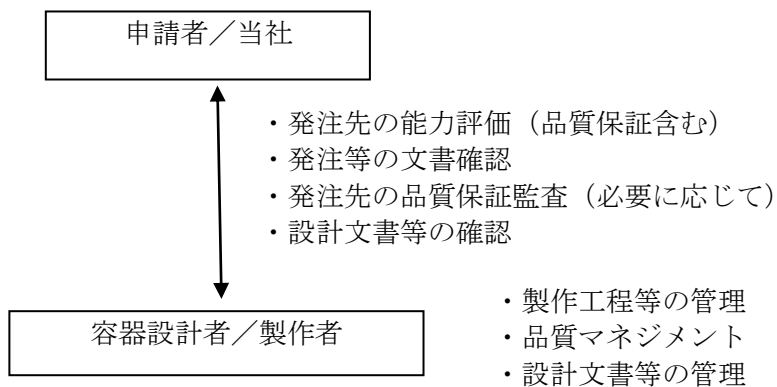 申請者／当社
・発注先の能力評価（品質保証含む）
・発注等の文書確認
・発注先の品質保証監査（必要に応じて）
・設計文書等の確認
容器設計者／製作者
・製作工程等の管理
・品質マネジメント
・設計文書等の管理